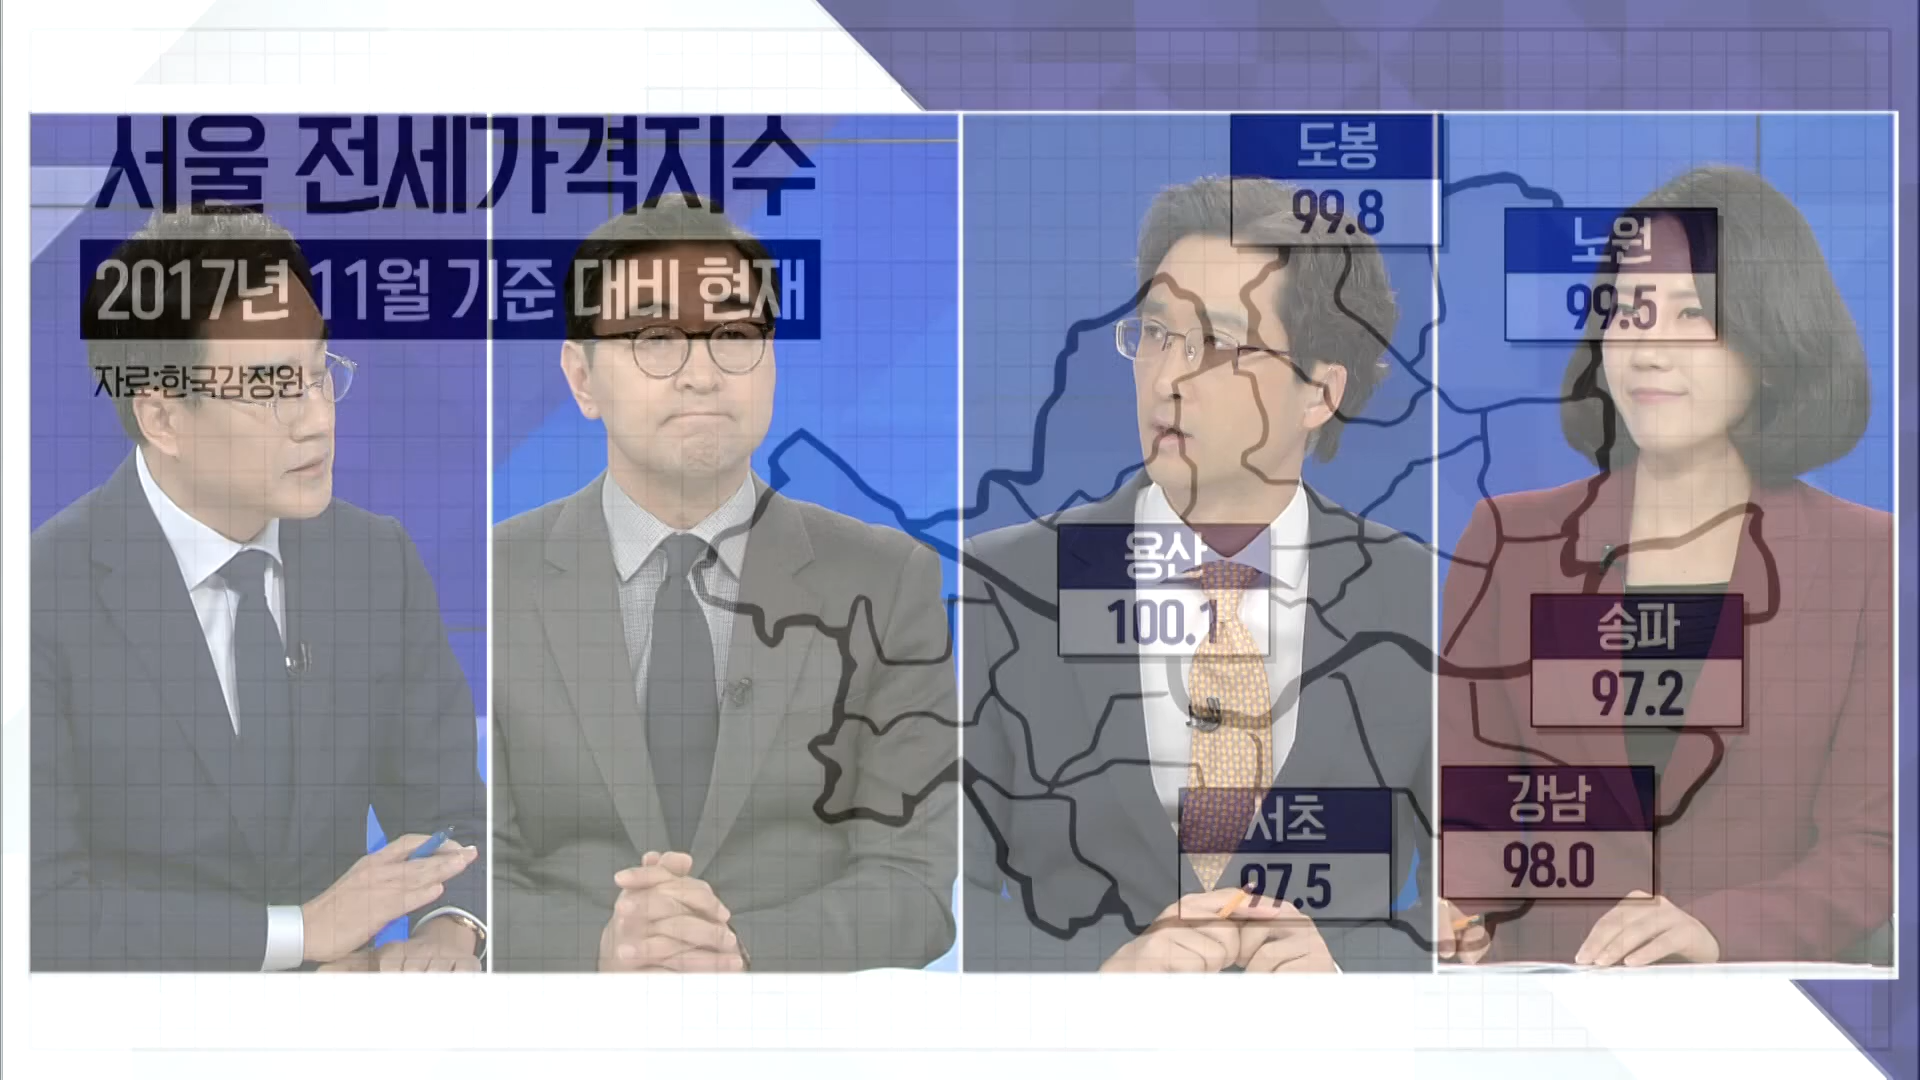 서울 전세가격지수
2017년 11월 기준 대비 현재
자료:한국감정원
도봉
99.8
노원
99.5
용산
100.1
송파
97.2
강남
98.0
서초
97.5